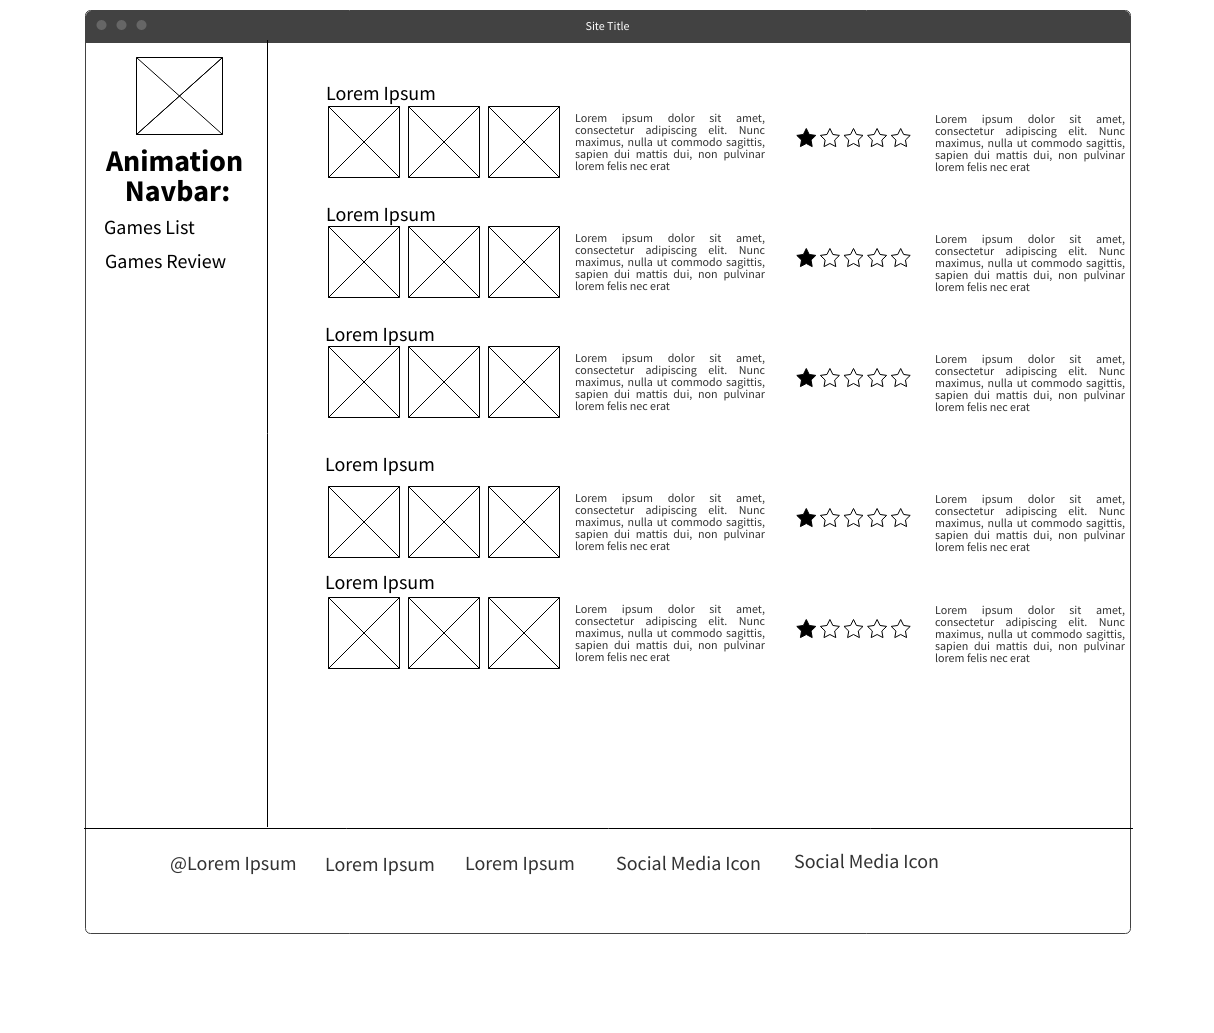 Site Title
Animation
Navbar:
Games List
Games Review
Lorem Ipsum
Lorem ipsum dolor sit amet,
consectetur adipiscing elit. Nunc
maximus, nulla ut commodo sagittis,
sapien dui mattis dui, non pulvinar
lorem felis nec erat
Lorem ipsum dolor sit amet,
consectetur adipiscing elit. Nunc
maximus, nulla ut commodo sagittis,
sapien dui mattis dui, non pulvinar
lorem felis nec erat
Lorem Ipsum
Lorem ipsum dolor sit amet,
consectetur adipiscing elit. Nunc
maximus, nulla ut commodo sagittis,
sapien dui mattis dui, non pulvinar
lorem felis nec erat
Lorem ipsum dolor sit amet,
consectetur adipiscing elit. Nunc
maximus, nulla ut commodo sagittis,
sapien dui mattis dui, non pulvinar
lorem felis nec erat
Lorem Ipsum
Lorem ipsum dolor sit amet,
consectetur adipiscing elit. Nunc
maximus, nulla ut commodo sagittis,
sapien dui mattis dui, non pulvinar
lorem felis nec erat
Lorem ipsum dolor sit amet,
consectetur adipiscing elit. Nunc
maximus, nulla ut commodo sagittis,
sapien dui mattis dui, non pulvinar
lorem felis nec erat
Lorem Ipsum
Lorem ipsum dolor sit amet,
consectetur adipiscing elit. Nunc
maximus, nulla ut commodo sagittis,
sapien dui mattis dui, non pulvinar
lorem felis nec erat
Lorem ipsum dolor sit amet,
consectetur adipiscing elit. Nunc
maximus, nulla ut commodo sagittis,
sapien dui mattis dui, non pulvinar
lorem felis nec erat
Lorem Ipsum
Lorem ipsum dolor sit amet,
consectetur adipiscing elit. Nunc
maximus, nulla ut commodo sagittis,
sapien dui mattis dui, non pulvinar
lorem felis nec erat
Lorem ipsum dolor sit amet,
consectetur adipiscing elit. Nunc
maximus, nulla ut commodo sagittis,
sapien dui mattis dui, non pulvinar
lorem felis nec erat
@Lorem Ipsum
Lorem Ipsum
Lorem Ipsum
Social Media Icon
Social Media Icon